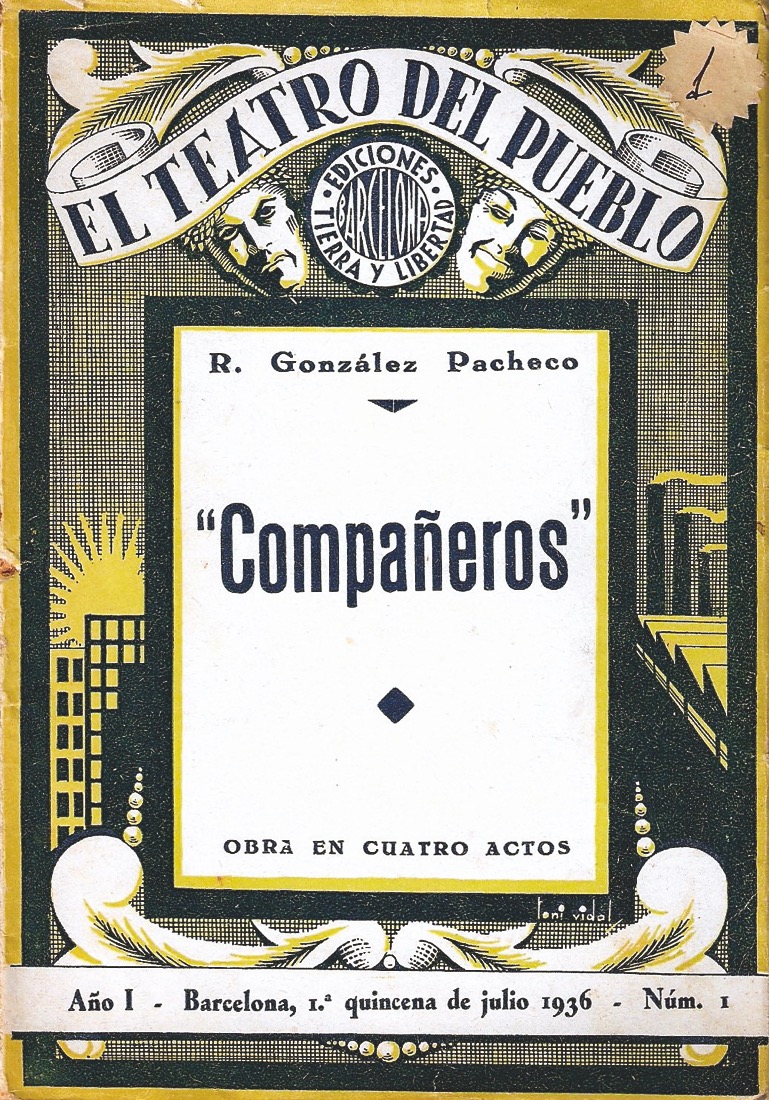 1
EL TEATRO DEL PUEBLO
· EDICIONES ·
BARCELONA
TIERRA Y LIBERTAD
R. González Pacheco
“Compañeros”
OBRA EN CUATRO ACTOS
toni vidal
Año I - Barcelona, 1.ª quincena de julio 1936 - Núm. 1